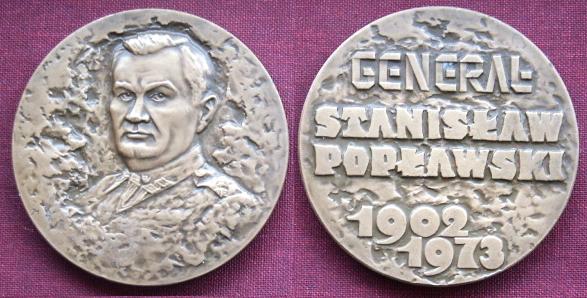 GENERAŁ
STANISŁAW
POPŁAWSKI
1902
1973